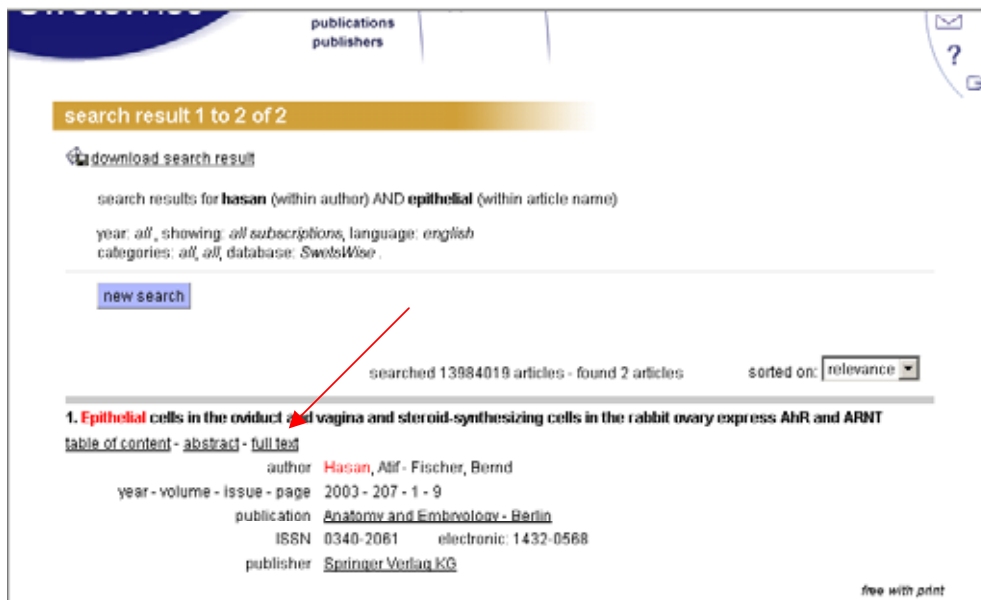 publications
publishers
?
search result 1 to 2 of 2
download search result
search results for hasan (within author) AND epithelial (within article name)
year: all, showing: all subscriptions, language: english
categories: all, all, database: SwetsWise .
new search
searched 13984019 articles - found 2 articles sorted on: relevance
1. Epithelial cells in the oviduct and vagina and steroid-synthesizing cells in the rabbit ovary express AhR and ARNT
table of content - abstract - full text
author Hasan, Atif - Fischer, Bernd
year - volume - issue - page 2003 - 207 - 1 - 9
publication Anatomy and Embryology - Berlin
ISSN 0340-2061 electronic: 1432-0568
publisher Springer Verlag KG
free with print